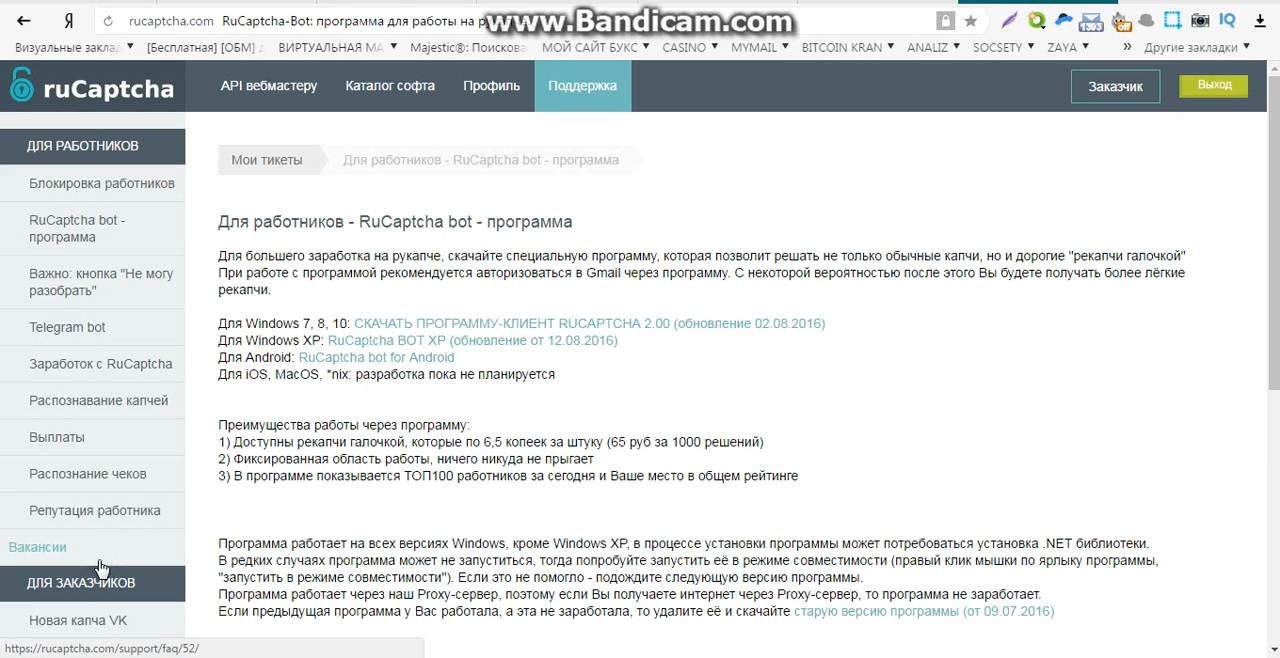 Я
rucaptcha.com RuCaptcha-Bot: программа для работы на
www.Bandicam.com
1393
Off
IQ
Визуальные заклад
[Бесплатная] [ОБМ]
ВИРТУАЛЬНАЯ МА
Majestic®: Поискова
МОЙ САЙТ БУКС
CASINO
MYMAIL
BITCOIN KRAN
ANALIZ
SOCSETY
ZAYA
»
Другие закладки
ruCaptcha
API вебмастеру
Каталог софта
Профиль
Поддержка
Заказчик
Выход
ДЛЯ РАБОТНИКОВ
Блокировка работников
RuCaptcha bot -
программа
Важно: кнопка "Не могу
разобрать"
Telegram bot
Заработок с RuCaptcha
Распознавание капчей
Выплаты
Распознание чеков
Репутация работника
Вакансии
ДЛЯ ЗАКАЗЧИКОВ
Новая капча VK
Мои тикеты
Для работников - RuCaptcha bot - программа
Для работников - RuCaptcha bot - программа
Для большего заработка на рукапче, скачайте специальную программу, которая позволит решать не только обычные капчи, но и дорогие "рекапчи галочкой"
При работе с программой рекомендуется авторизоваться в Gmail через программу. С некоторой вероятностью после этого Вы будете получать более лёгкие
рекапчи.
Для Windows 7, 8, 10: СКАЧАТЬ ПРОГРАММУ-КЛИЕНТ RUCAPTCHA 2.00 (обновление 02.08.2016)
Для Windows XP: RuCaptcha BOT XP (обновление от 12.08.2016)
Для Android: RuCaptcha bot for Android
Для iOS, MacOS, *nix: разработка пока не планируется
Преимущества работы через программу:
1) Доступны рекапчи галочкой, которые по 6,5 копеек за штуку (65 руб за 1000 решений)
2) Фиксированная область работы, ничего никуда не прыгает
3) В программе показывается ТОП100 работников за сегодня и Ваше место в общем рейтинге
Программа работает на всех версиях Windows, кроме Windows XP, в процессе установки программы может потребоваться установка .NET библиотеки.
В редких случаях программа может не запуститься, тогда попробуйте запустить её в режиме совместимости (правый клик мышки по ярлыку программы,
"запустить в режиме совместимости"). Если это не помогло - подождите следующую версию программы.
Программа работает через наш Proxy-сервер, поэтому если Вы получаете интернет через Proxy-сервер, то программа не заработает.
Если предыдущая программа у Вас работала, а эта не заработала, то удалите её и скачайте старую версию программы (от 09.07.2016)
https://rucaptcha.com/support/faq/52/